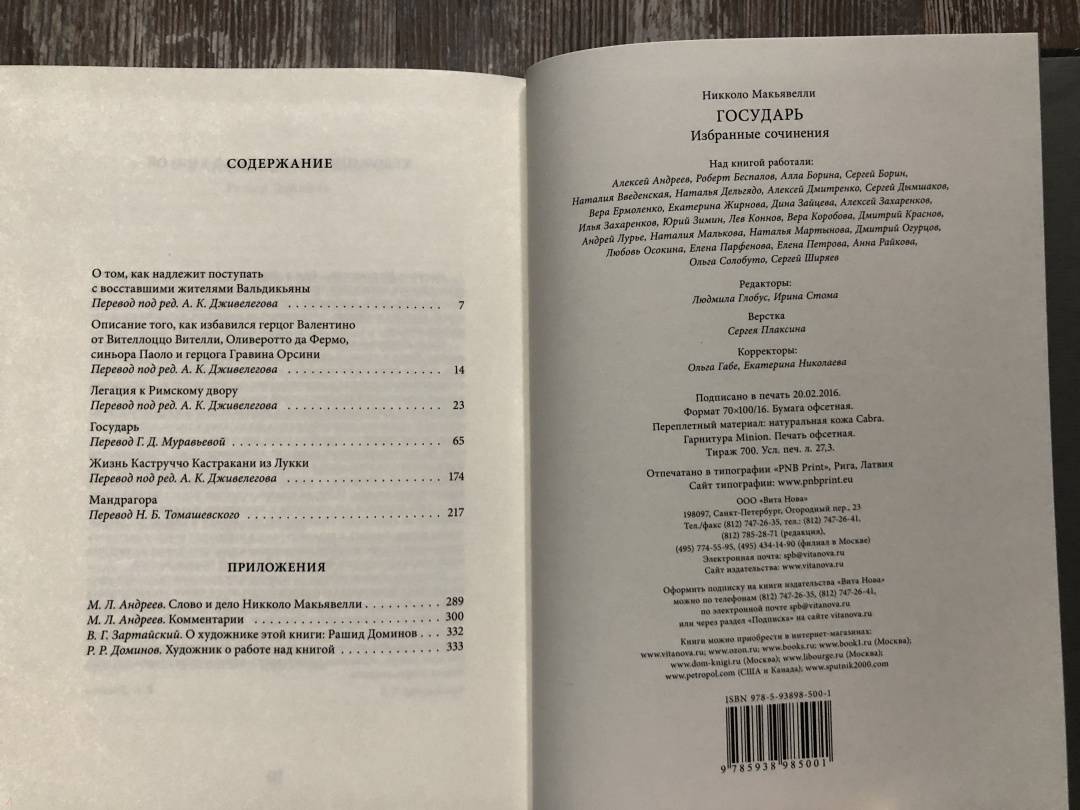 СОДЕРЖАНИЕ
О том, как надлежит поступать
с восставшими жителями Вальдикьяны
Перевод под ред. А. К. Дживелегова . . . . . . . . . . . . . . . . . . . . . . 7
Описание того, как избавился герцог Валентино
от Вителлоццо Вителли, Оливеротто да Фермо,
синьора Паоло и герцога Гравина Орсини
Перевод под ред. А. К. Дживелегова . . . . . . . . . . . . . . . . . . . . . . 14
Легация к Римскому двору
Перевод под ред. А. К. Дживелегова . . . . . . . . . . . . . . . . . . . . . . 23
Государь
Перевод Г. Д. Муравьевой . . . . . . . . . . . . . . . . . . . . . . . . . . . . . 65
Жизнь Каструччо Кастракани из Лукки
Перевод под ред. А. К. Дживелегова . . . . . . . . . . . . . . . . . . . . . . 174
Мандрагора
Перевод Н. Б. Томашевского . . . . . . . . . . . . . . . . . . . . . . . . . . . 217
ПРИЛОЖЕНИЯ
М. Л. Андреев. Слово и дело Никколо Макьявелли . . . . . . . . . . . 289
М. Л. Андреев. Комментарии . . . . . . . . . . . . . . . . . . . . . . . . . . . 300
В. Г. Зартайский. О художнике этой книги: Рашид Доминов . . . 332
Р. Р. Доминов. Художник о работе над книгой . . . . . . . . . . . . . . 333
Никколо Макьявелли
ГОСУДАРЬ
Избранные сочинения
Над книгой работали:
Алексей Андреев, Роберт Беспалов, Алла Борина, Сергей Борин,
Наталия Введенская, Наталья Дельгядо, Алексей Дмитренко, Сергей Дымшаков,
Вера Ермоленко, Екатерина Жирнова, Дина Зайцева, Алексей Захаренков,
Илья Захаренков, Юрий Зимин, Лев Коннов, Вера Коробова, Дмитрий Краснов,
Андрей Лурье, Наталия Малькова, Наталья Мартынова, Дмитрий Огурцов,
Любовь Осокина, Елена Парфенова, Елена Петрова, Анна Райкова,
Ольга Солобуто, Сергей Ширяев
Редакторы:
Людмила Глобус, Ирина Стома
Верстка
Сергея Плаксина
Корректоры:
Ольга Габе, Екатерина Николаева
Подписано в печать 20.02.2016.
Формат 70×100/16. Бумага офсетная.
Переплетный материал: натуральная кожа Cabra.
Гарнитура Minion. Печать офсетная.
Тираж 700. Усл. печ. л. 27,3.
Отпечатано в типографии «PNB Print», Рига, Латвия
Сайт типографии: www.pnbprint.eu
ООО «Вита Нова»
198097, Санкт-Петербург, Огородный пер., 23
Тел./факс (812) 747-26-35, тел.: (812) 747-26-41,
(812) 785-28-71 (редакция),
(495) 774-55-95, (495) 434-14-90 (филиал в Москве)
Электронная почта: spb@vitanova.ru
Сайт издательства: www.vitanova.ru
Оформить подписку на книги издательства «Вита Нова»
можно по телефонам (812) 747-26-35, (812) 747-26-41,
по электронной почте spb@vitanova.ru
или через раздел «Подписка» на сайте vitanova.ru
Книги можно приобрести в интернет-магазинах:
www.vitanova.ru; www.ozon.ru; www.books.ru; www.book1.ru (Москва);
www.dom-knigi.ru (Москва); www.libourge.ru (Москва);
www.petropol.com (США и Канада); www.sputnik2000.com
ISBN 978-5-93898-500-1
9 785938 985001